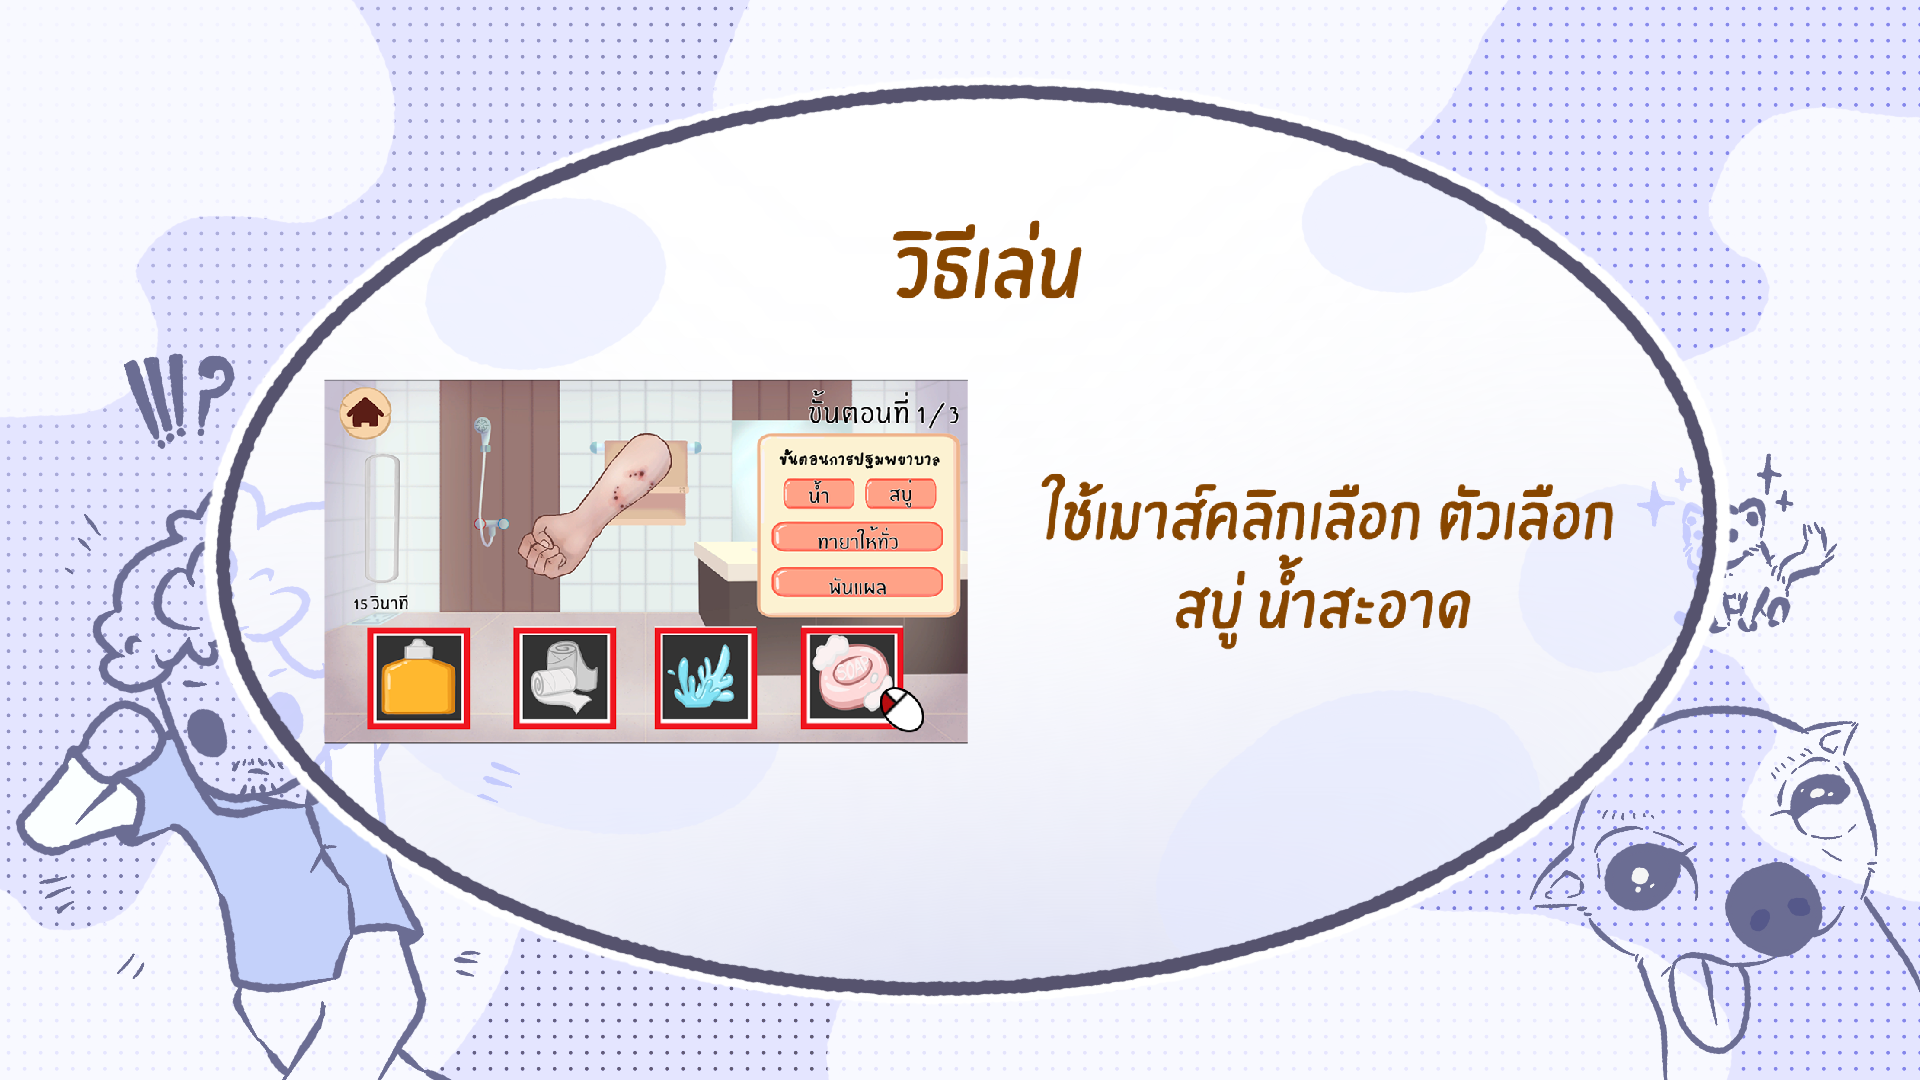 วิธีเล่น
!!!?
ขั้นตอนที่ 1/3
ขั้นตอนการปฐมพยาบาล
น้ำ สบู่
ทายาให้ทั่ว
พันแผล
15 วินาที
SOAP
ใช้เมาส์คลิกเลือก ตัวเลือก
สบู่ น้ำสะอาด